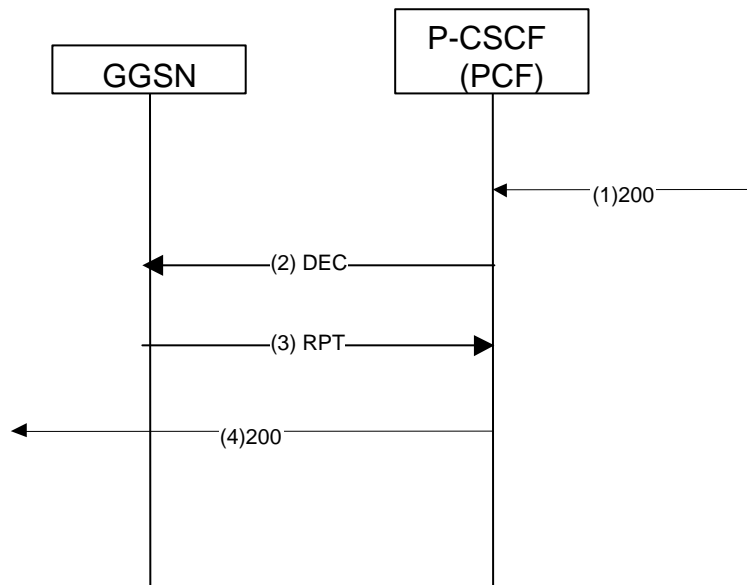 GGSN
P-CSCF
(PCF)
(1)200
(2) DEC
(3) RPT
(4)200